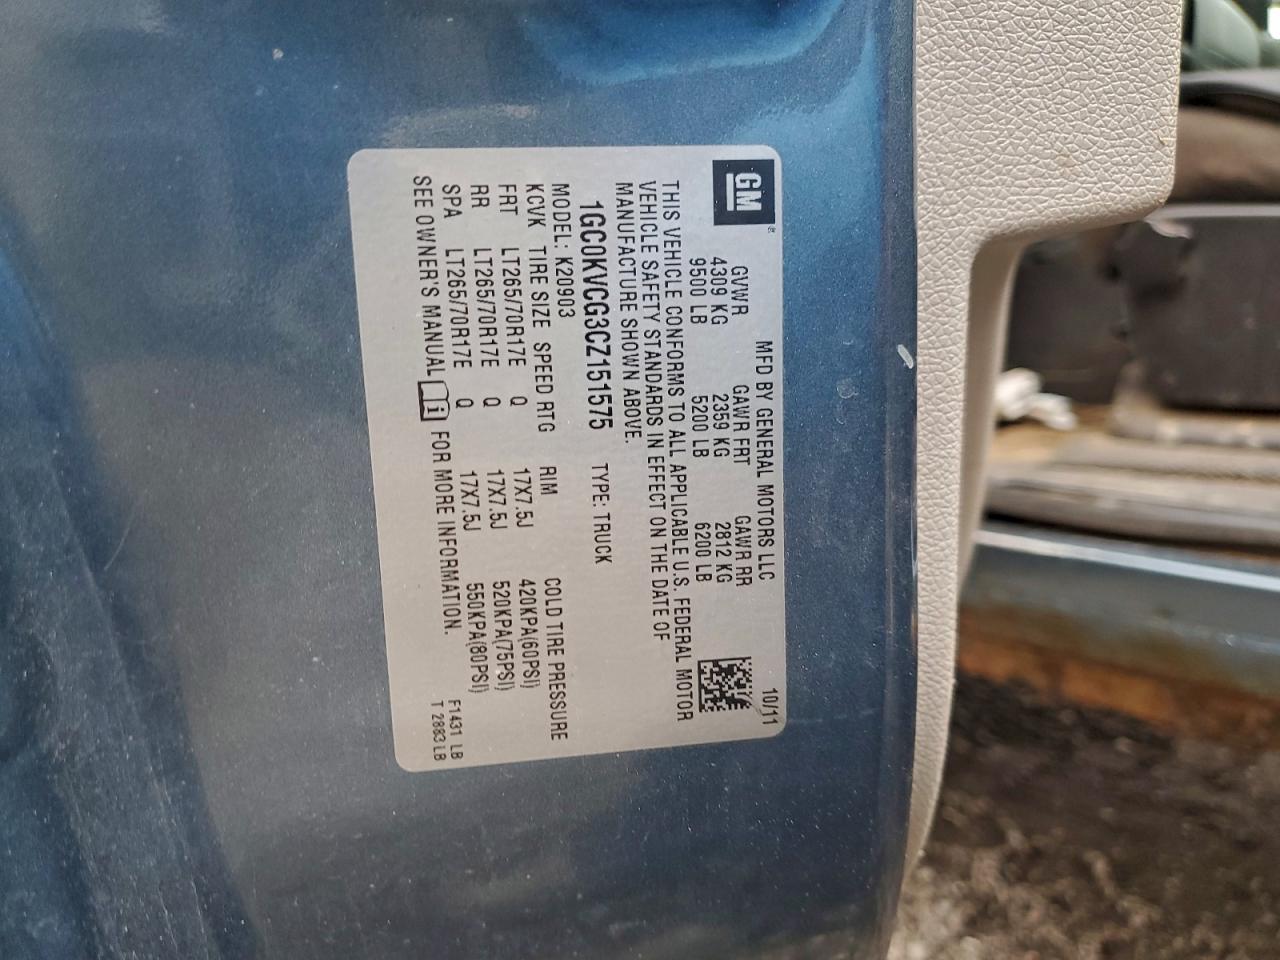 GM
MFD BY GENERAL MOTORS LLC 10/11
GVWR GAWR FRT GAWR RR
4309 KG 2359 KG 2812 KG
9500 LB 5200 LB 6200 LB
THIS VEHICLE CONFORMS TO ALL APPLICABLE U.S. FEDERAL MOTOR
VEHICLE SAFETY STANDARDS IN EFFECT ON THE DATE OF
MANUFACTURE SHOWN ABOVE.
1GC0KVCG3CZ151575 TYPE: TRUCK
MODEL: K20903
KCVK TIRE SIZE SPEED RTG RIM COLD TIRE PRESSURE
FRT LT265/70R17E Q 17X7.5J 420KPA(60PSI)
RR LT265/70R17E Q 17X7.5J 520KPA(75PSI)
SPA LT265/70R17E Q 17X7.5J 550KPA(80PSI)
SEE OWNER'S MANUAL i FOR MORE INFORMATION.
F1431 LB
T 2883 LB